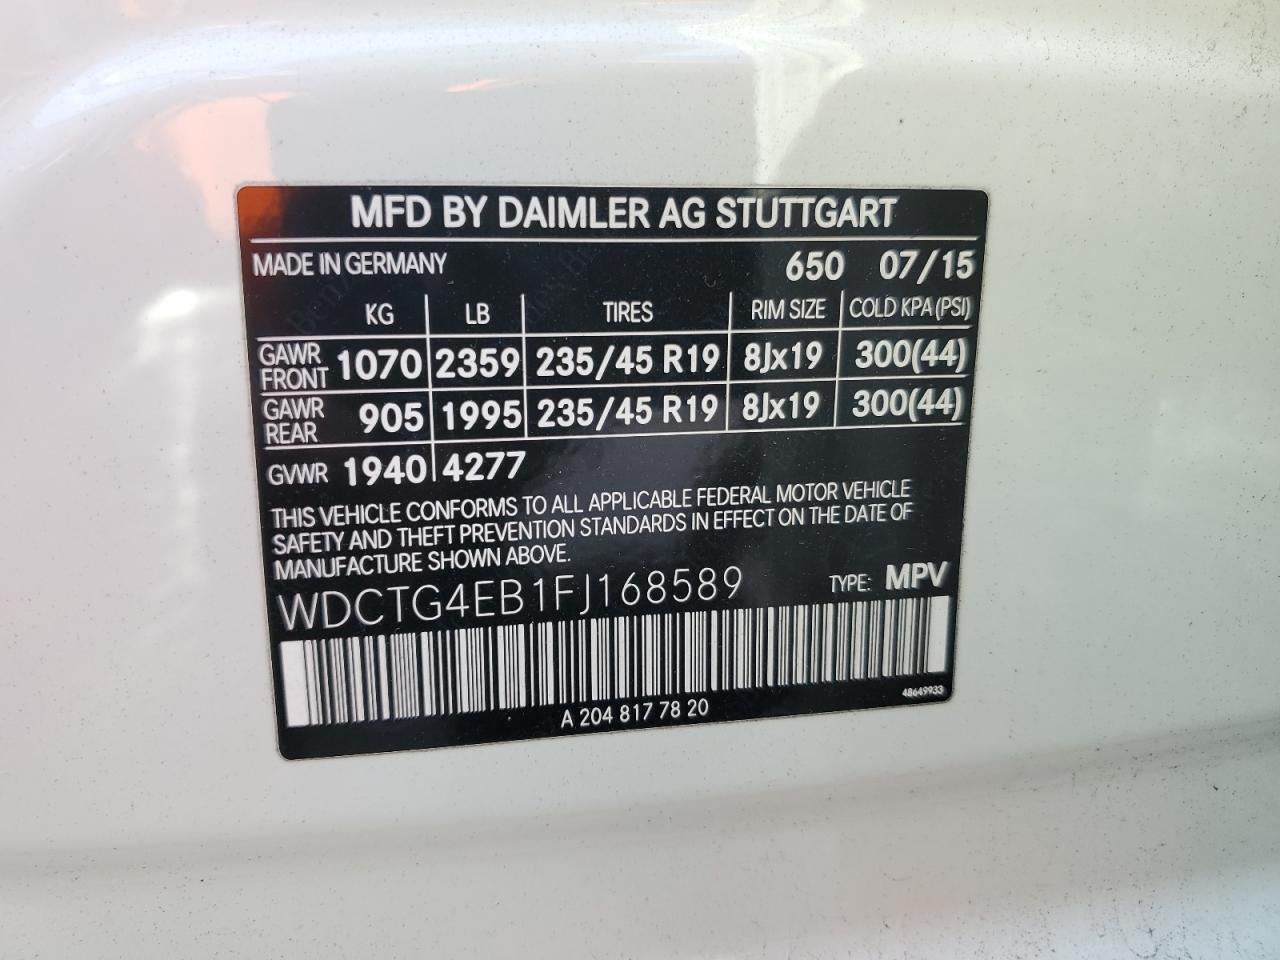 MFD BY DAIMLER AG STUTTGART
MADE IN GERMANY 650 07/15
KG LB TIRES RIM SIZE COLD KPA (PSI)
GAWR FRONT 1070 2359 235/45 R19 8Jx19 300(44)
GAWR REAR 905 1995 235/45 R19 8Jx19 300(44)
GVWR 1940 4277
THIS VEHICLE CONFORMS TO ALL APPLICABLE FEDERAL MOTOR VEHICLE
SAFETY AND THEFT PREVENTION STANDARDS IN EFFECT ON THE DATE OF
MANUFACTURE SHOWN ABOVE.
WDCTG4EB1FJ168589 TYPE: MPV
48649933
A 204 817 78 20